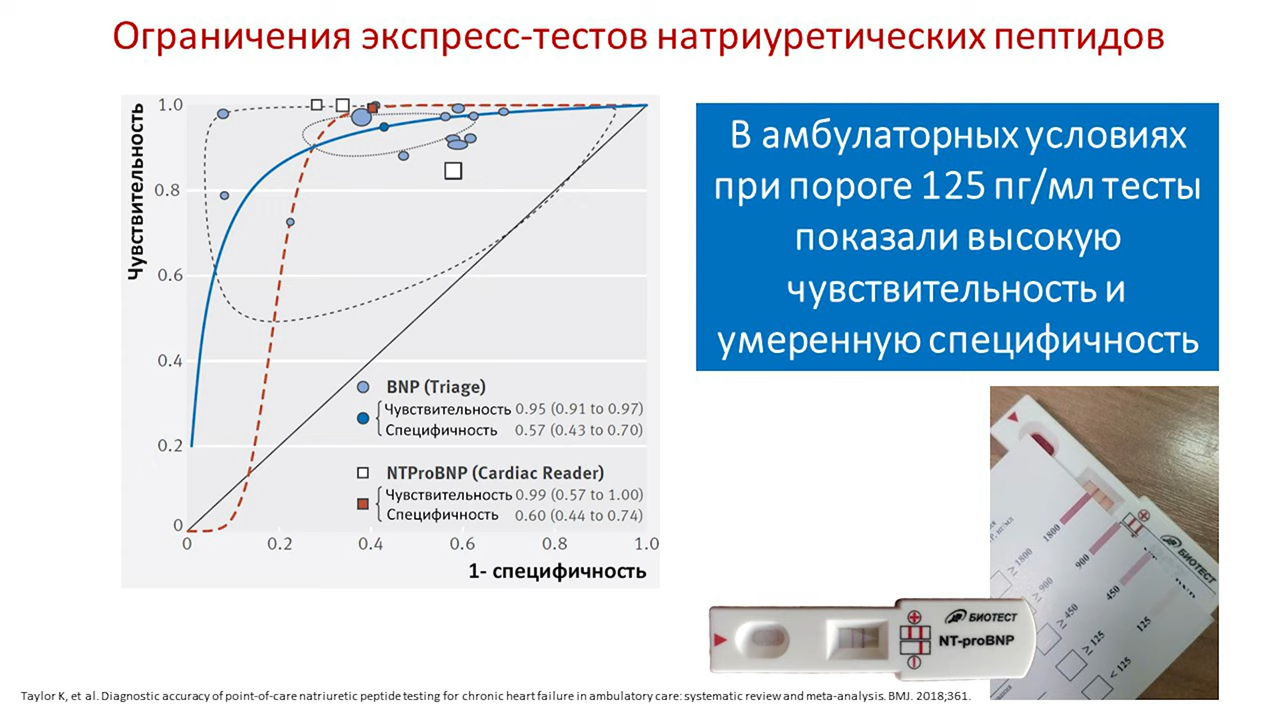 Ограничения экспресс-тестов натриуретических пептидов
Чувствительность
1.0
0.8
0.6
0.4
0.2
0
0
0.2
0.4
0.6
0.8
1.0
1- специфичность
BNP (Triage)
Чувствительность 0.95 (0.91 to 0.97)
Специфичность 0.57 (0.43 to 0.70)
NTProBNP (Cardiac Reader)
Чувствительность 0.99 (0.57 to 1.00)
Специфичность 0.60 (0.44 to 0.74)
В амбулаторных условиях
при пороге 125 пг/мл тесты
показали высокую
чувствительность и
умеренную специфичность
1800
900
450
125
≥ 1800
< 900
≥ 450
≥ 125
< 125
БИОТЕСТ
БИОТЕСТ
NT-proBNP
Taylor K, et al. Diagnostic accuracy of point-of-care natriuretic peptide testing for chronic heart failure in ambulatory care: systematic review and meta-analysis. BMJ. 2018;361.